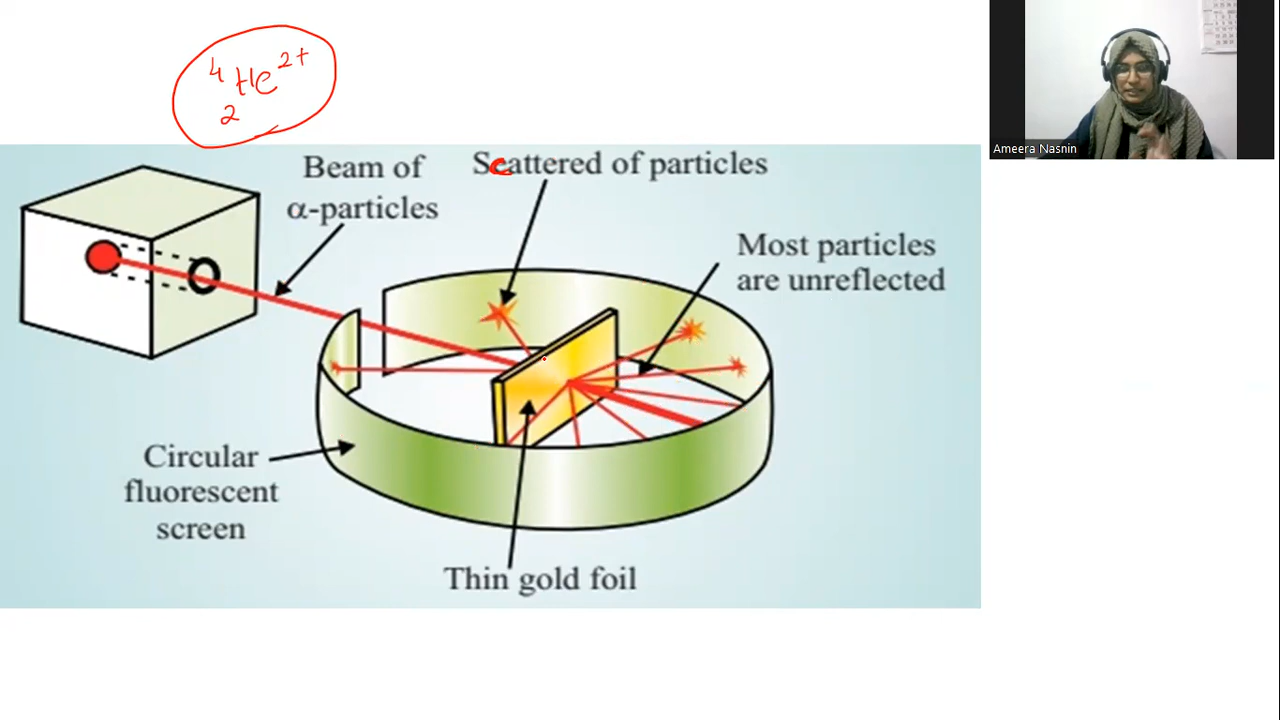 4
He2+
2
Beam of
α-particles
Scattered of particles
Most particles
are unreflected
Circular
fluorescent
screen
Thin gold foil
Ameera Nasnin